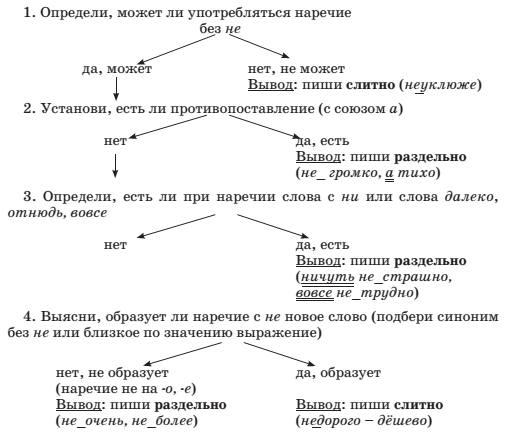 1. Определи, может ли употребляться наречие
без не
да, может
нет, не может
Вывод: пиши слитно (неуклюже)
2. Установи, есть ли противопоставление (с союзом а)
нет
да, есть
Вывод: пиши раздельно
(не_ громко, а тихо)
3. Определи, есть ли при наречии слова с ни или слова далеко,
отнюдь, вовсе
нет
да, есть
Вывод: пиши раздельно
(ничуть не_страшно,
вовсе не_трудно)
4. Выясни, образует ли наречие с не новое слово (подбери синоним
без не или близкое по значению выражение)
нет, не образует
(наречие не на -о, -е)
Вывод: пиши раздельно
(не_очень, не_более)
да, образует
Вывод: пиши слитно
(недорого – дёшево)